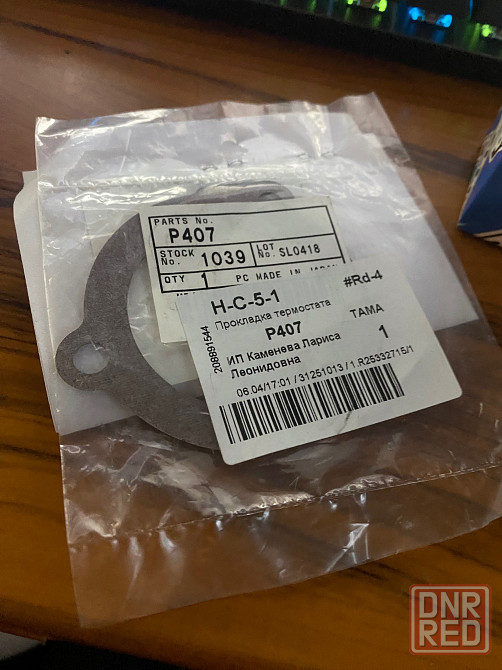 PARTS No.
P407
STOCK No. 1039 LOT No. SL0418
QTY 1 PC MADE IN JAPAN
H-C-5-1 #Rd-4
Прокладка термостата
P407 TAMA
ИП Каменева Лариса 1
Леонидовна
06.04/17:01 / 31251013 / 1.R25332715/1
208891544
DNR
RED